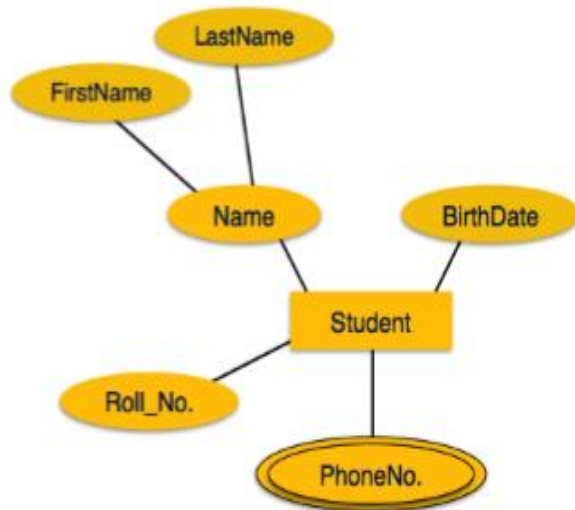 LastName
FirstName
Name
BirthDate
Student
Roll_No.
PhoneNo.